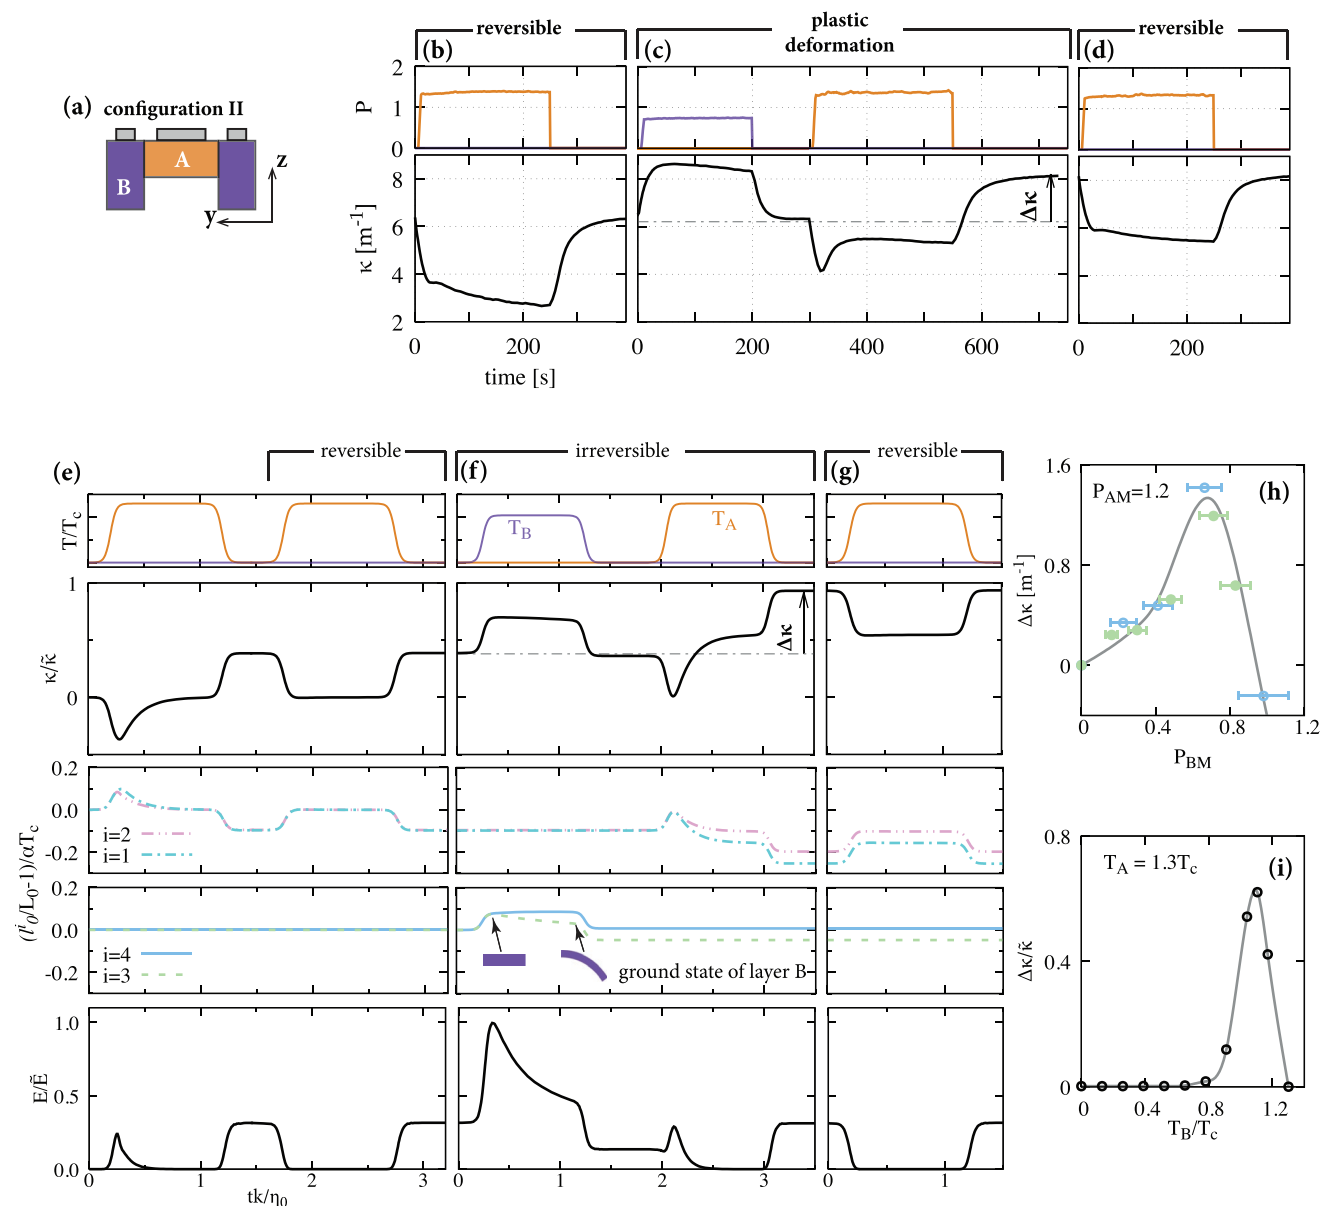 reversible
plastic
deformation
reversible
(a)
configuration II
A
B
z
y
(b)
(c)
(d)
P
2
1
0
κ [m⁻¹]
8
6
4
2
Δκ
0 200
0 200 400 600
0 200
time [s]
reversible
irreversible
reversible
(e)
(f)
(g)
T/T_c
T_B
T_A
κ/κ̃
1
0
Δκ
(lⁱ₀/L₀-1)/αT_c
0.2
0.0
-0.2
i=2
i=1
0.2
0.0
-0.2
i=4
i=3
ground state of layer B
E/Ẽ
1.0
0.5
0.0
0 1 2 3
0 1 2 3
0 1
tk/η₀
(h)
P_AM=1.2
Δκ [m⁻¹]
1.6
0.8
0
0 0.4 0.8 1.2
P_BM
(i)
T_A = 1.3T_c
Δκ/κ̃
0.8
0.4
0
0 0.4 0.8 1.2
T_B/T_c